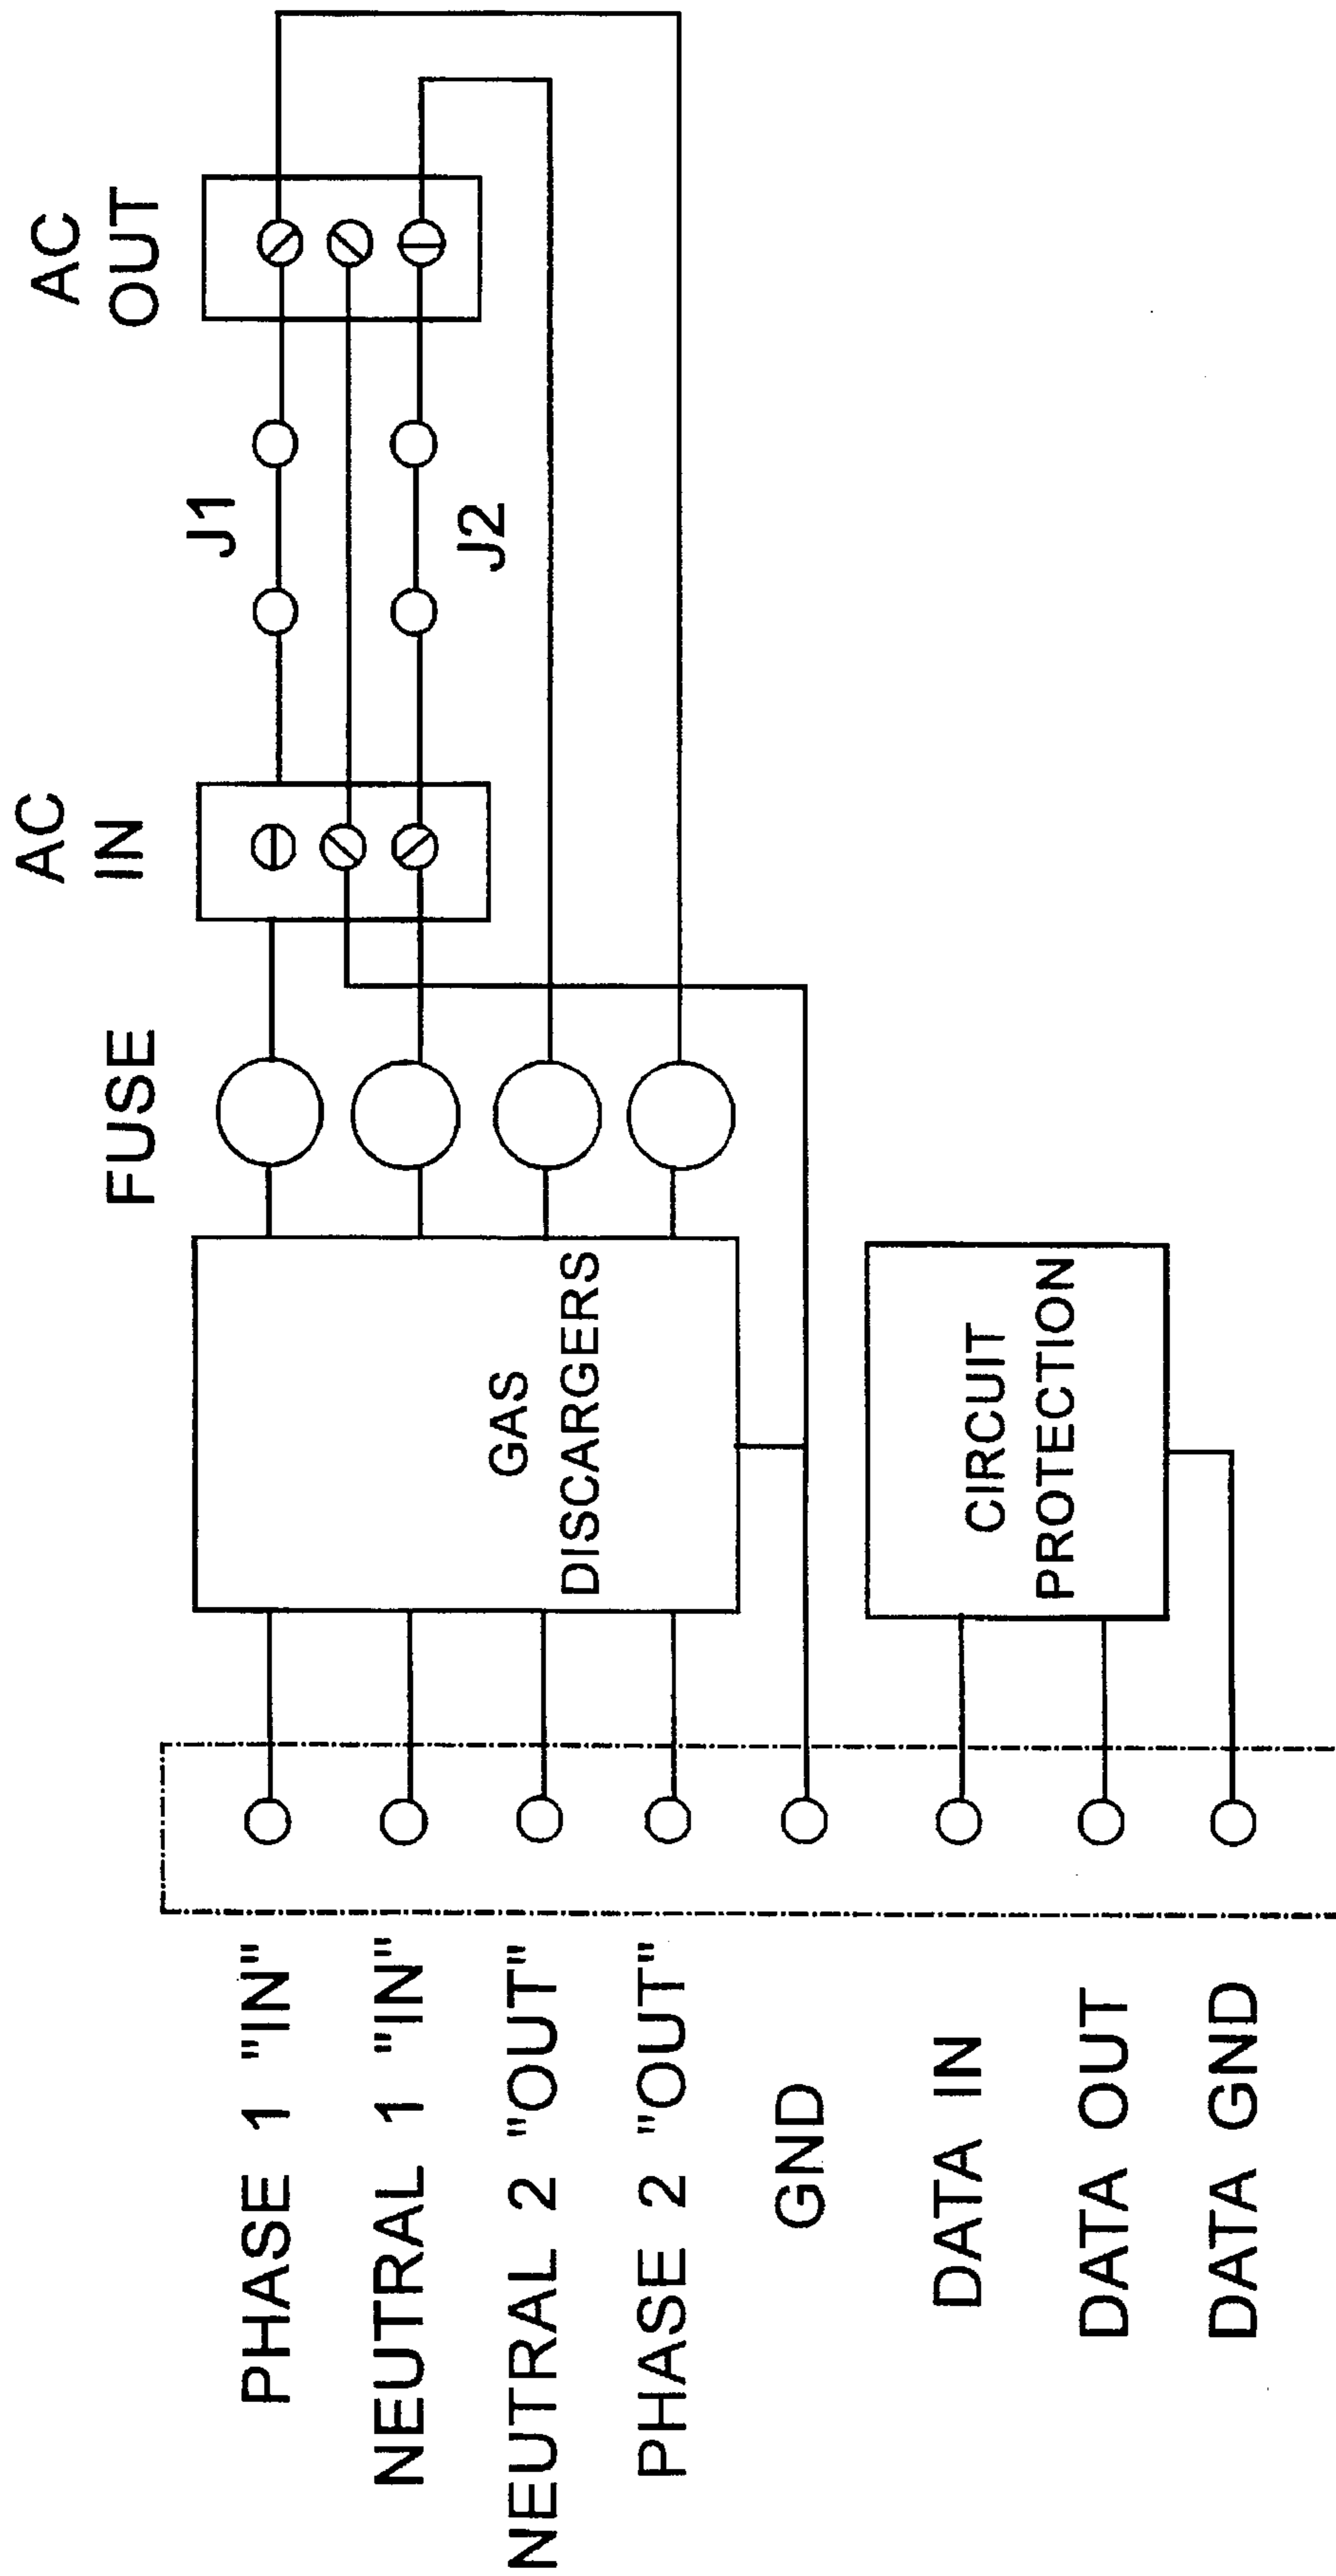 PHASE 1 "IN"
NEUTRAL 1 "IN"
NEUTRAL 2 "OUT"
PHASE 2 "OUT"
GND
DATA IN
DATA OUT
DATA GND
GAS
DISCARGERS
CIRCUIT
PROTECTION
FUSE
AC
IN
J1
J2
AC
OUT